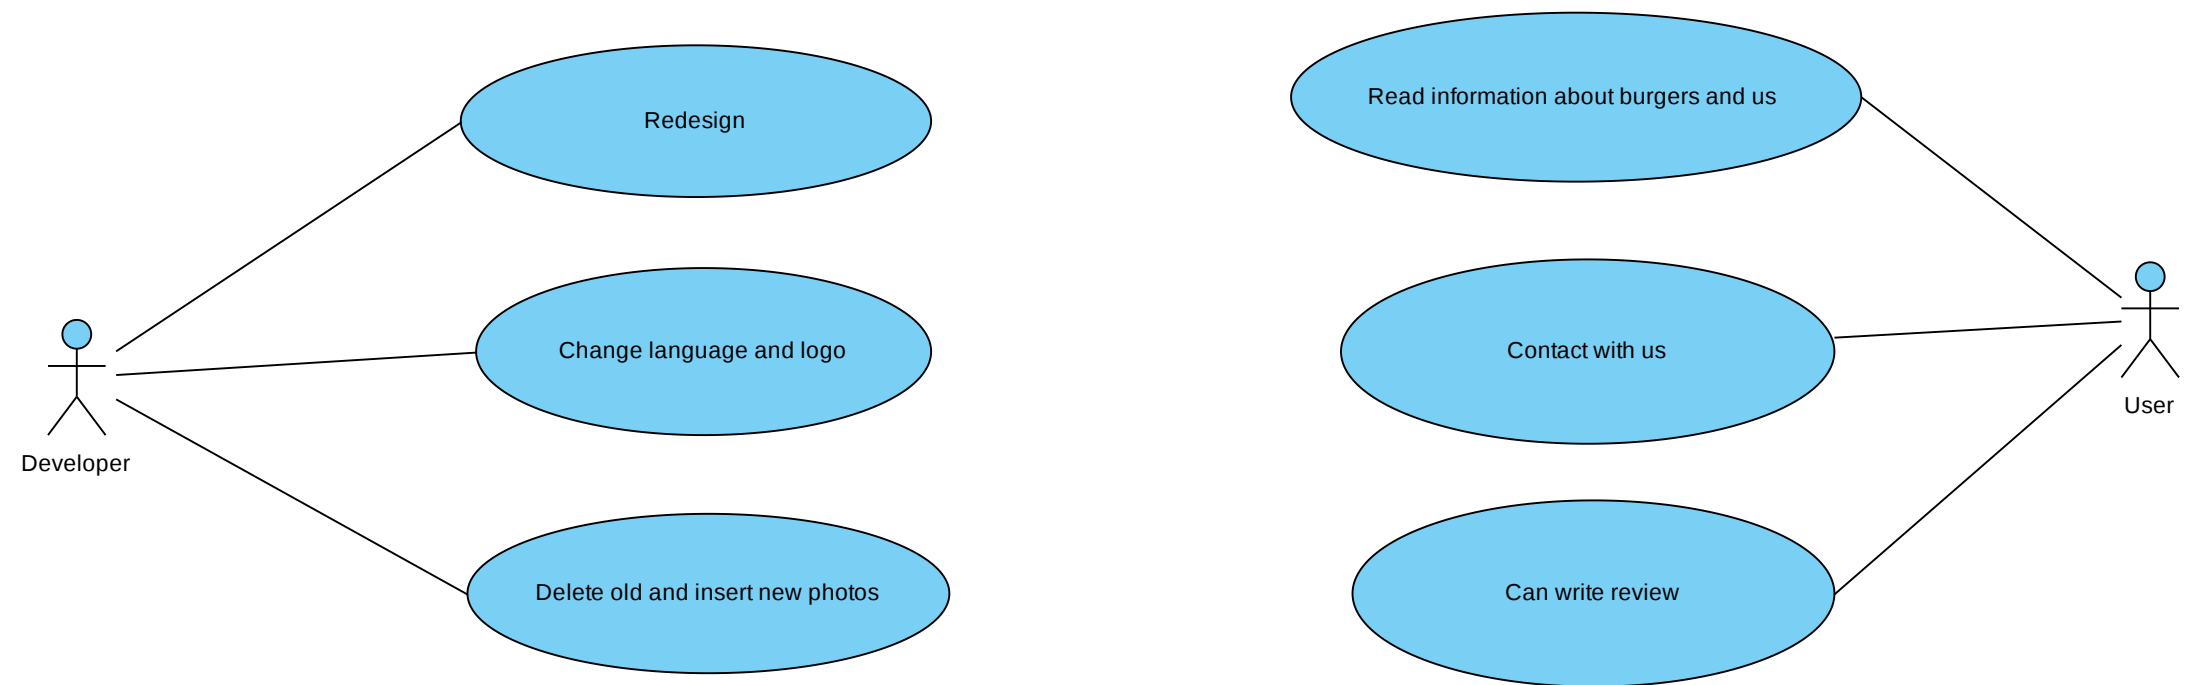 Redesign
Change language and logo
Developer
Delete old and insert new photos
Read information about burgers and us
Contact with us
User
Can write review